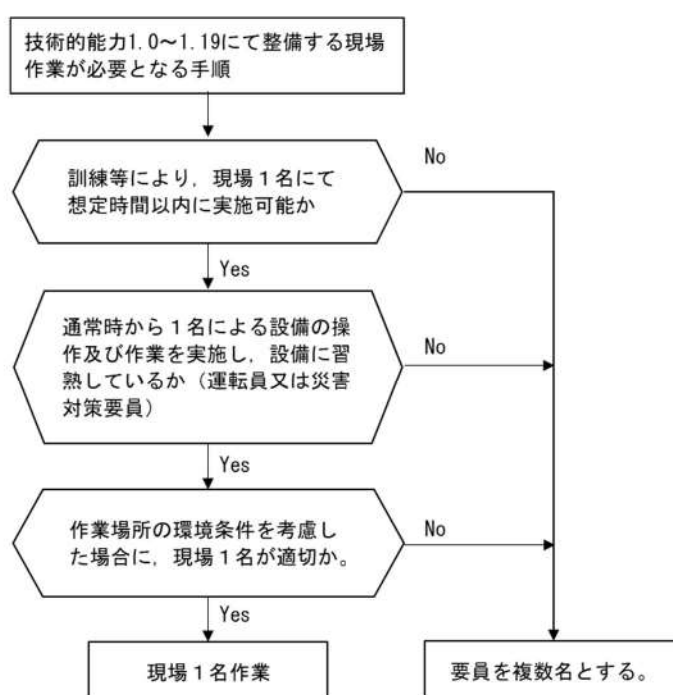 技術的能力1.0～1.19にて整備する現場
作業が必要となる手順
No
訓練等により，現場１名にて
想定時間以内に実施可能か
Yes
通常時から１名による設備の操
作及び作業を実施し，設備に習
熟しているか（運転員又は災害
対策要員）
No
Yes
作業場所の環境条件を考慮し
た場合に，現場１名が適切か。
No
Yes
現場１名作業
要員を複数名とする。